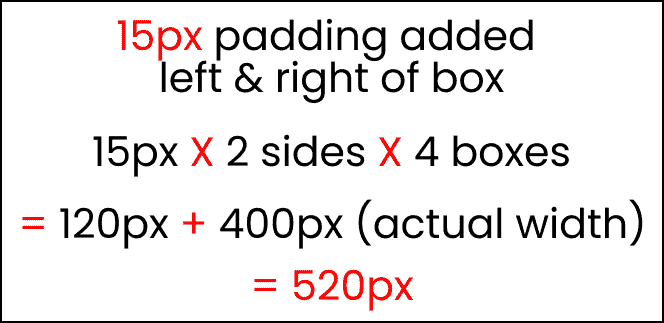 15px padding added
left & right of box
15px X 2 sides X 4 boxes
= 120px + 400px (actual width)
= 520px